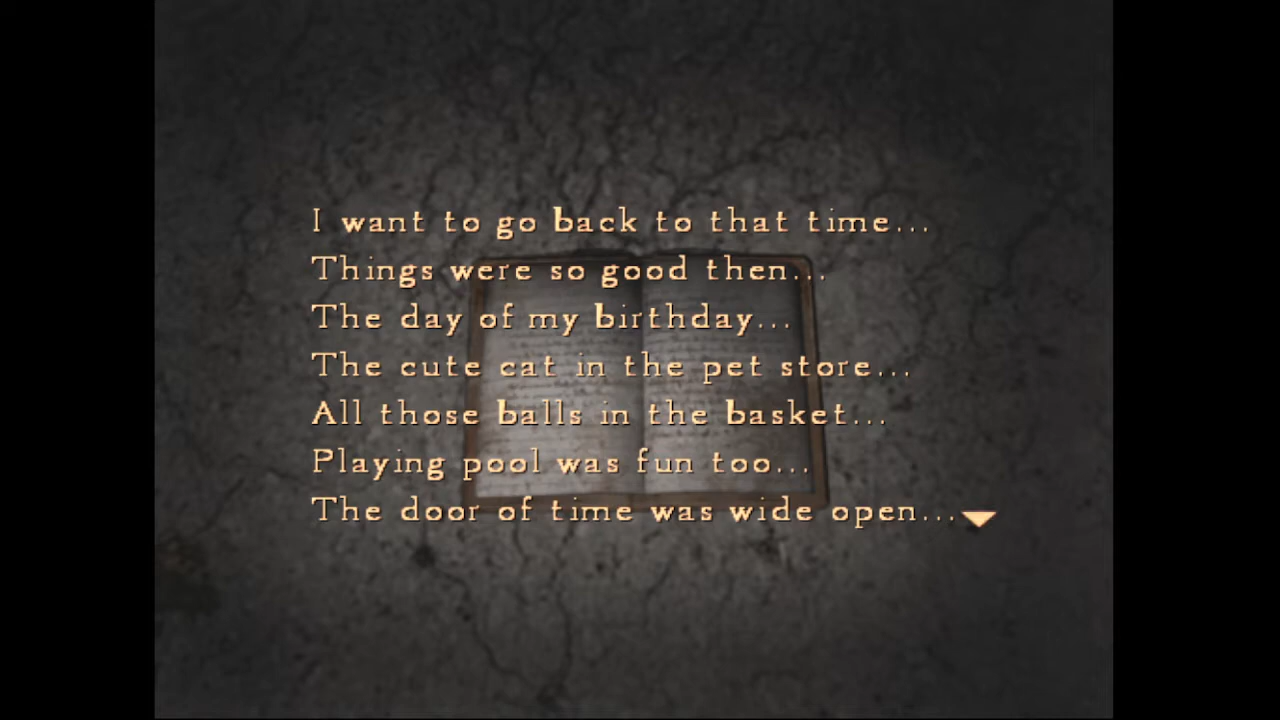 I want to go back to that time...
Things were so good then...
The day of my birthday...
The cute cat in the pet store...
All those balls in the basket...
Playing pool was fun too...
The door of time was wide open...